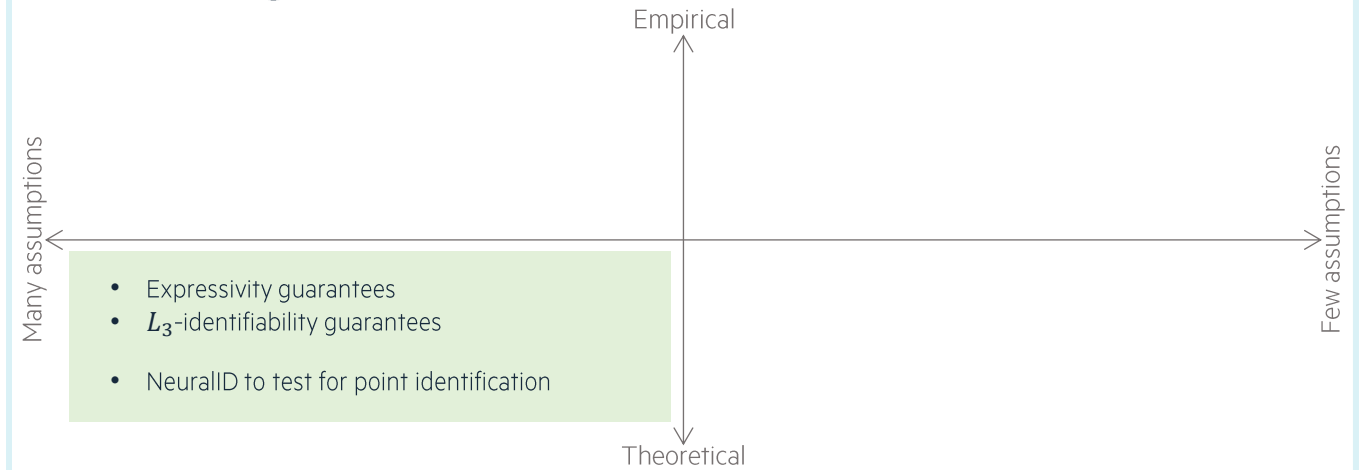 Empirical
Many assumptions
Few assumptions
• Expressivity guarantees
• L₃-identifiability guarantees
• NeuralID to test for point identification
Theoretical